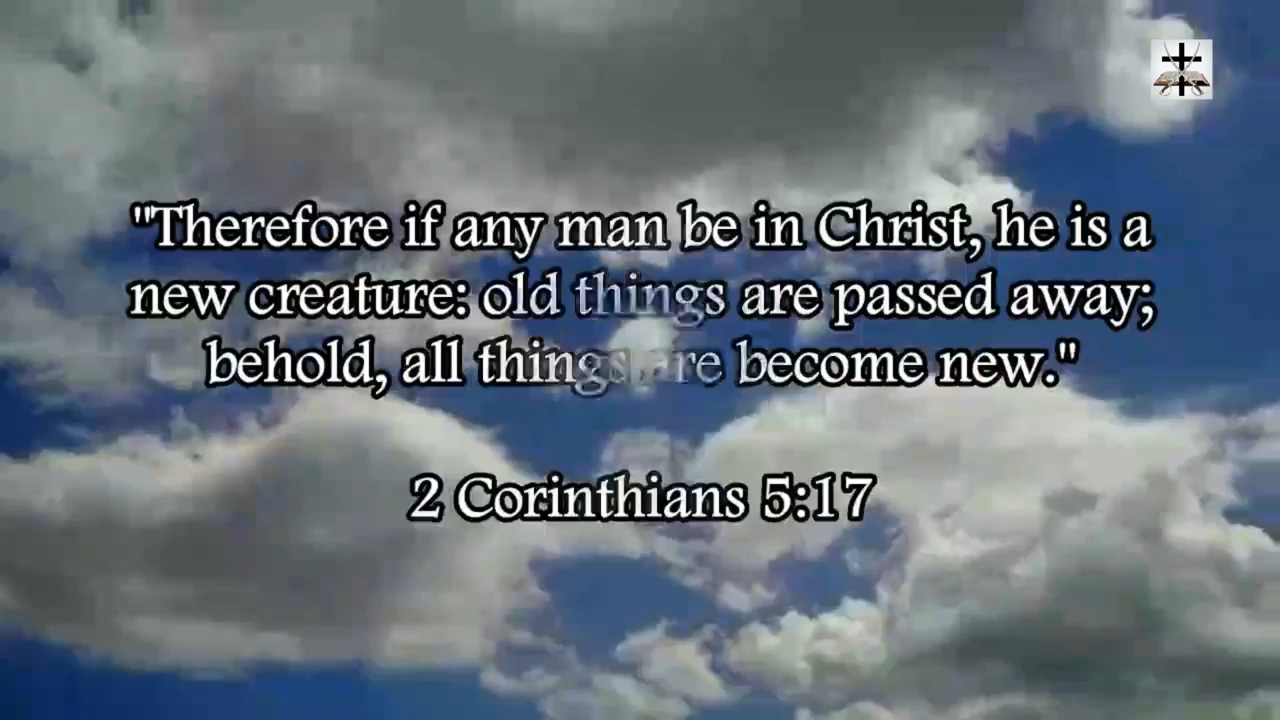 "Therefore if any man be in Christ, he is a
new creature: old things are passed away;
behold, all things are become new."
2 Corinthians 5:17